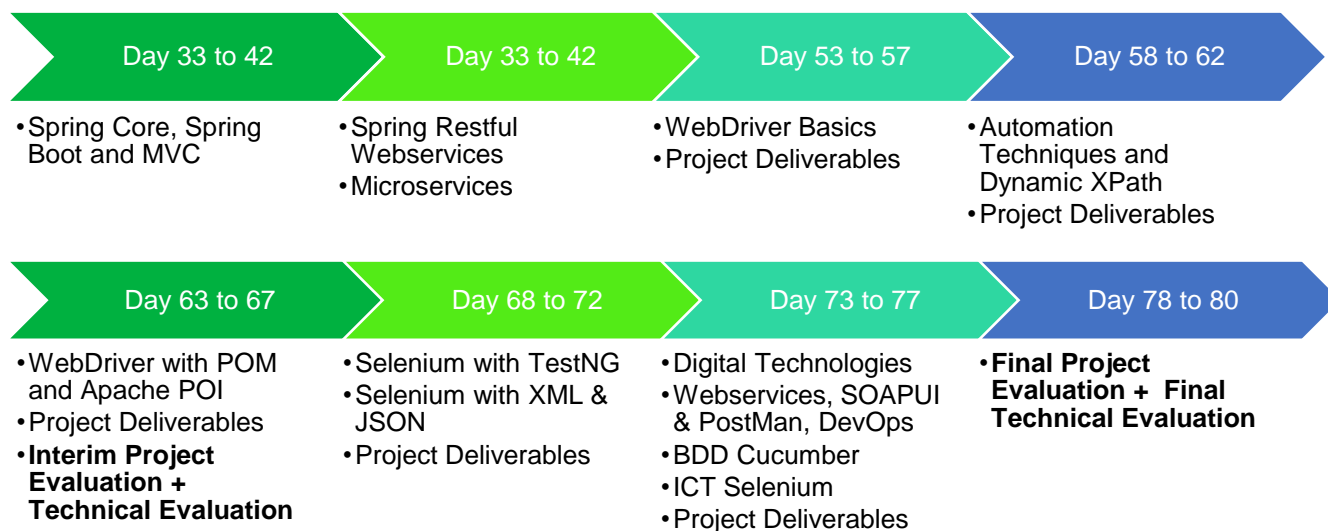 Day 33 to 42
Day 33 to 42
Day 53 to 57
Day 58 to 62
•Spring Core, Spring
Boot and MVC
•Spring Restful
Webservices
•Microservices
•WebDriver Basics
•Project Deliverables
•Automation
Techniques and
Dynamic XPath
•Project Deliverables
Day 63 to 67
Day 68 to 72
Day 73 to 77
Day 78 to 80
•WebDriver with POM
and Apache POI
•Project Deliverables
•Interim Project
Evaluation +
Technical Evaluation
•Selenium with TestNG
•Selenium with XML &
JSON
•Project Deliverables
•Digital Technologies
•Webservices, SOAPUI
& PostMan, DevOps
•BDD Cucumber
•ICT Selenium
•Project Deliverables
•Final Project
Evaluation + Final
Technical Evaluation